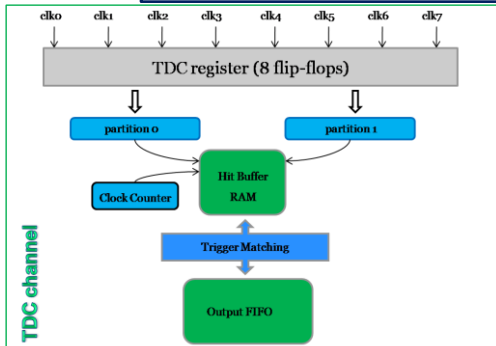 clk0 clk1 clk2 clk3 clk4 clk5 clk6 clk7
TDC register (8 flip-flops)
partition 0
partition 1
Hit Buffer
RAM
Clock Counter
Trigger Matching
Output FIFO
TDC channel